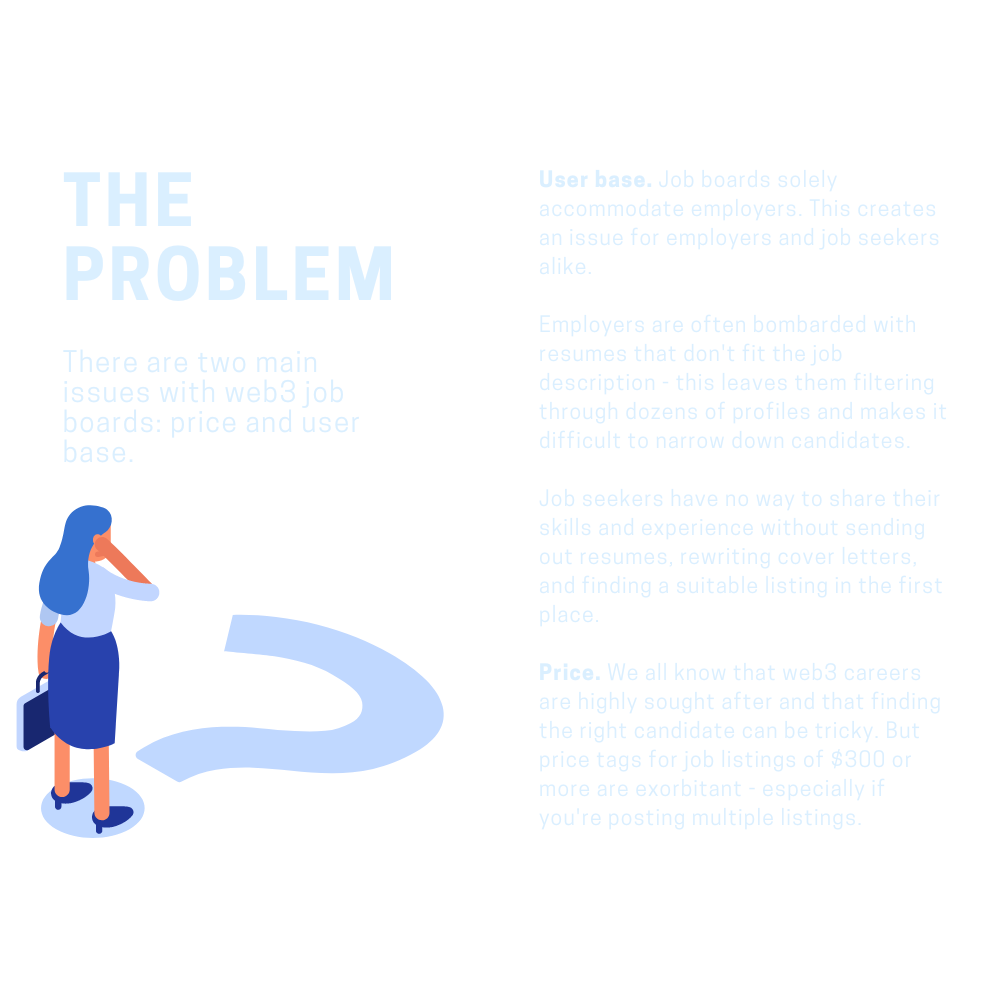 THE
PROBLEM
There are two main
issues with web3 job
boards: price and user
base.
User base. Job boards solely
accommodate employers. This creates
an issue for employers and job seekers
alike.
Employers are often bombarded with
resumes that don't fit the job
description - this leaves them filtering
through dozens of profiles and makes it
difficult to narrow down candidates.
Job seekers have no way to share their
skills and experience without sending
out resumes, rewriting cover letters,
and finding a suitable listing in the first
place.
Price. We all know that web3 careers
are highly sought after and that finding
the right candidate can be tricky. But
price tags for job listings of $300 or
more are exorbitant - especially if
you're posting multiple listings.